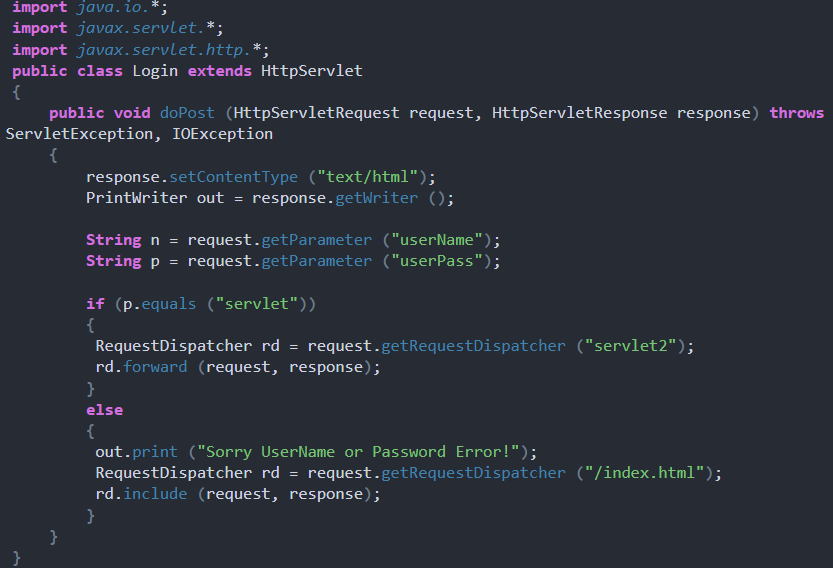 import java.io.*;
import javax.servlet.*;
import javax.servlet.http.*;
public class Login extends HttpServlet
{
    public void doPost (HttpServletRequest request, HttpServletResponse response) throws
ServletException, IOException
    {
        response.setContentType ("text/html");
        PrintWriter out = response.getWriter ();

        String n = request.getParameter ("userName");
        String p = request.getParameter ("userPass");

        if (p.equals ("servlet"))
        {
         RequestDispatcher rd = request.getRequestDispatcher ("servlet2");
         rd.forward (request, response);
        }
        else
        {
         out.print ("Sorry UserName or Password Error!");
         RequestDispatcher rd = request.getRequestDispatcher ("/index.html");
         rd.include (request, response);
        }
    }
}